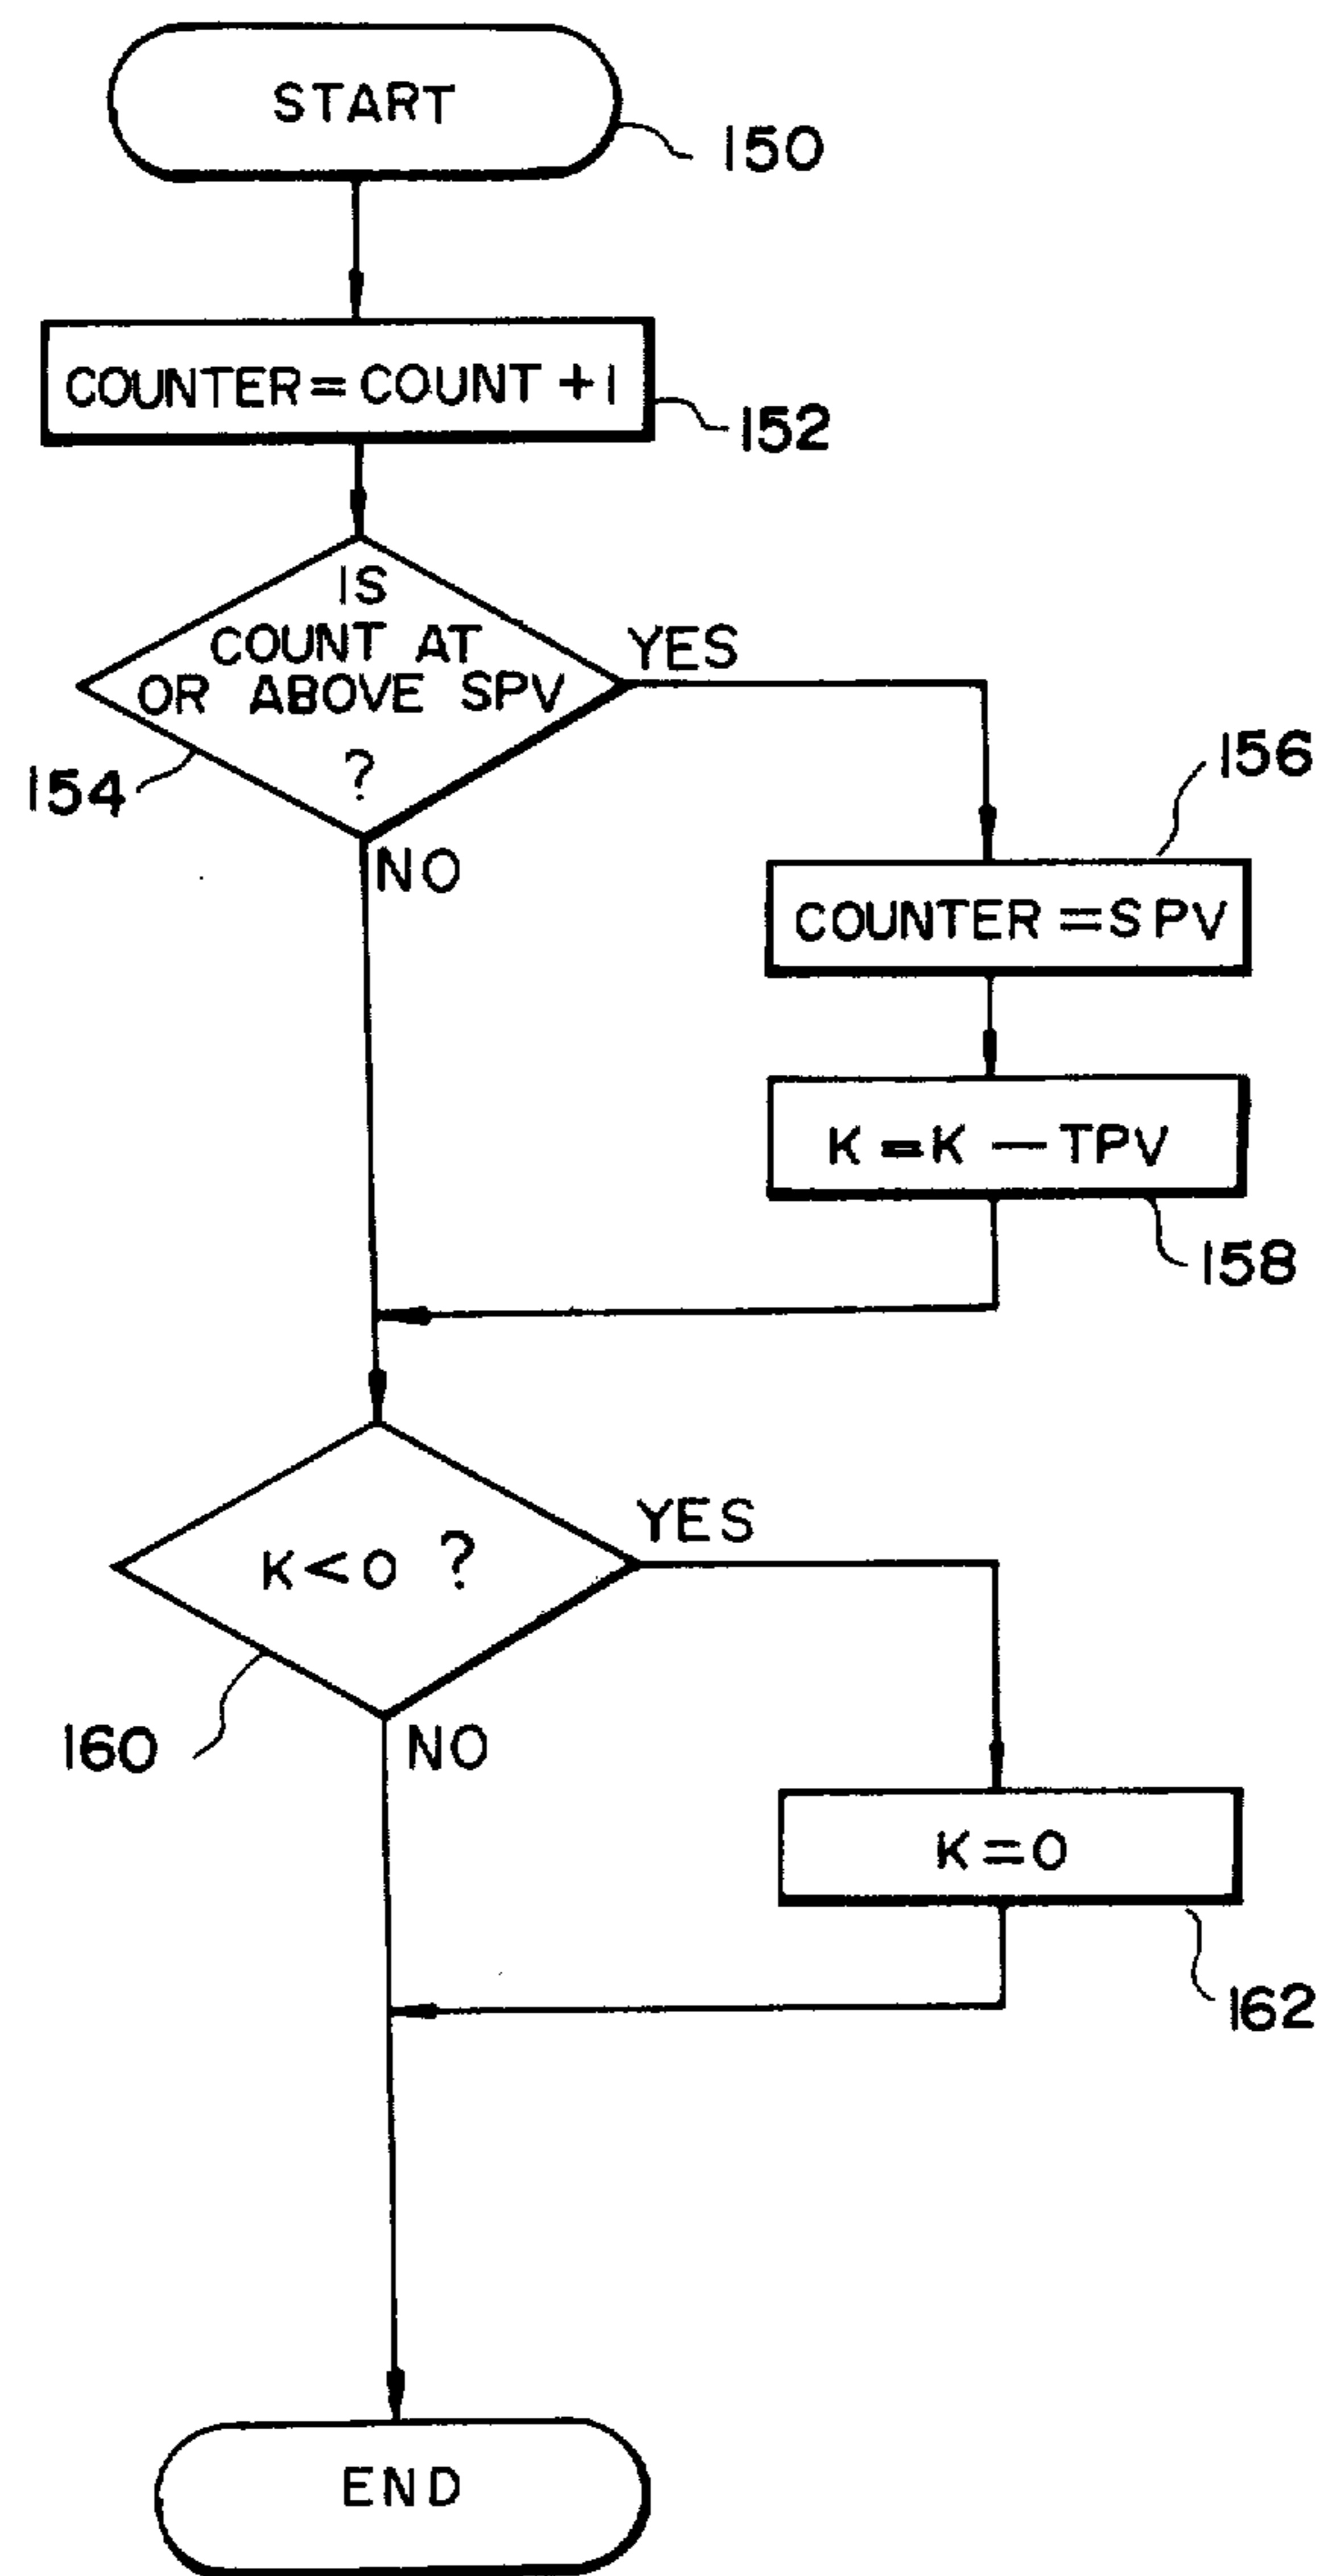 START
150
COUNTER = COUNT + 1
152
IS
COUNT AT
OR ABOVE SPV
?
YES
154
NO
156
COUNTER = SPV
K = K — TPV
158
K < 0 ?
YES
160
NO
K = 0
162
END